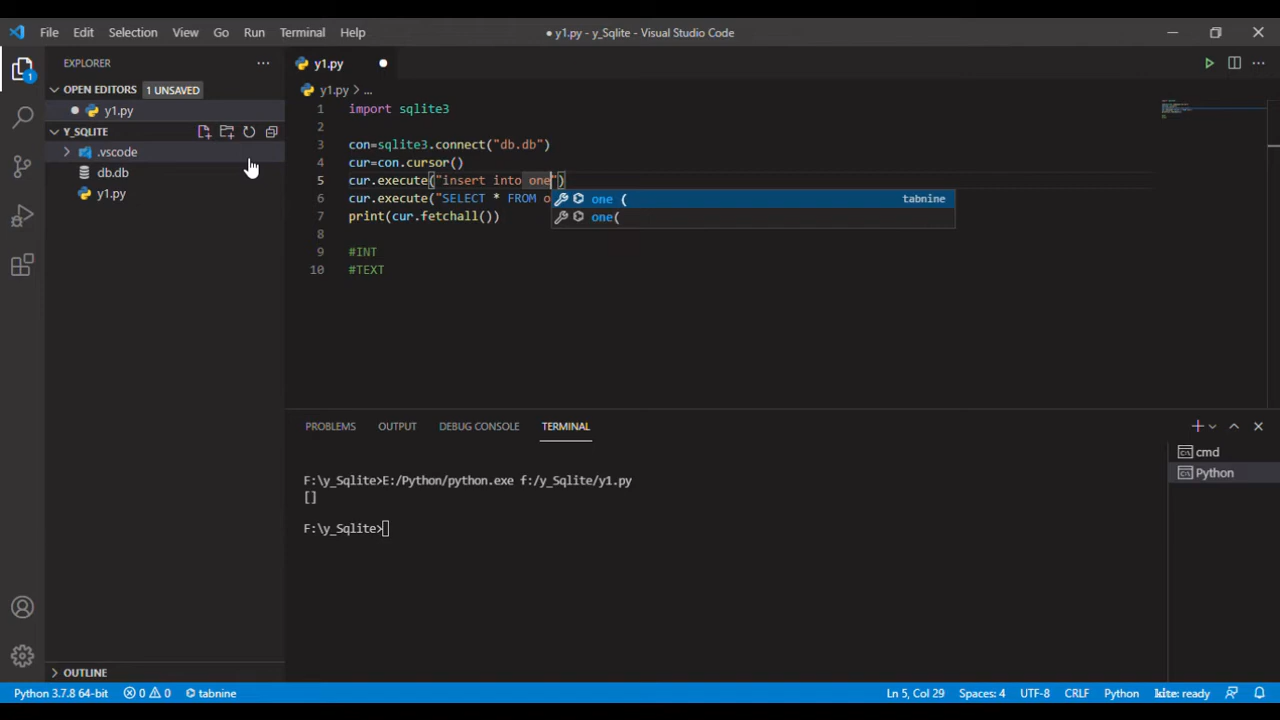 File Edit Selection View Go Run Terminal Help
● y1.py - y_Sqlite - Visual Studio Code
EXPLORER
OPEN EDITORS 1 UNSAVED
y1.py
Y_SQLITE
.vscode
db.db
y1.py
OUTLINE
y1.py
y1.py > ...
1 import sqlite3
2
3 con=sqlite3.connect("db.db")
4 cur=con.cursor()
5 cur.execute("insert into one")
6 cur.execute("SELECT * FROM o
7 print(cur.fetchall())
8
9 #INT
10 #TEXT
one ( tabnine
one(
PROBLEMS OUTPUT DEBUG CONSOLE TERMINAL
F:\y_Sqlite>E:/Python/python.exe f:/y_Sqlite/y1.py
[]
F:\y_Sqlite>
cmd
Python
1
Python 3.7.8 64-bit 0 0 tabnine
Ln 5, Col 29 Spaces: 4 UTF-8 CRLF Python kite: ready